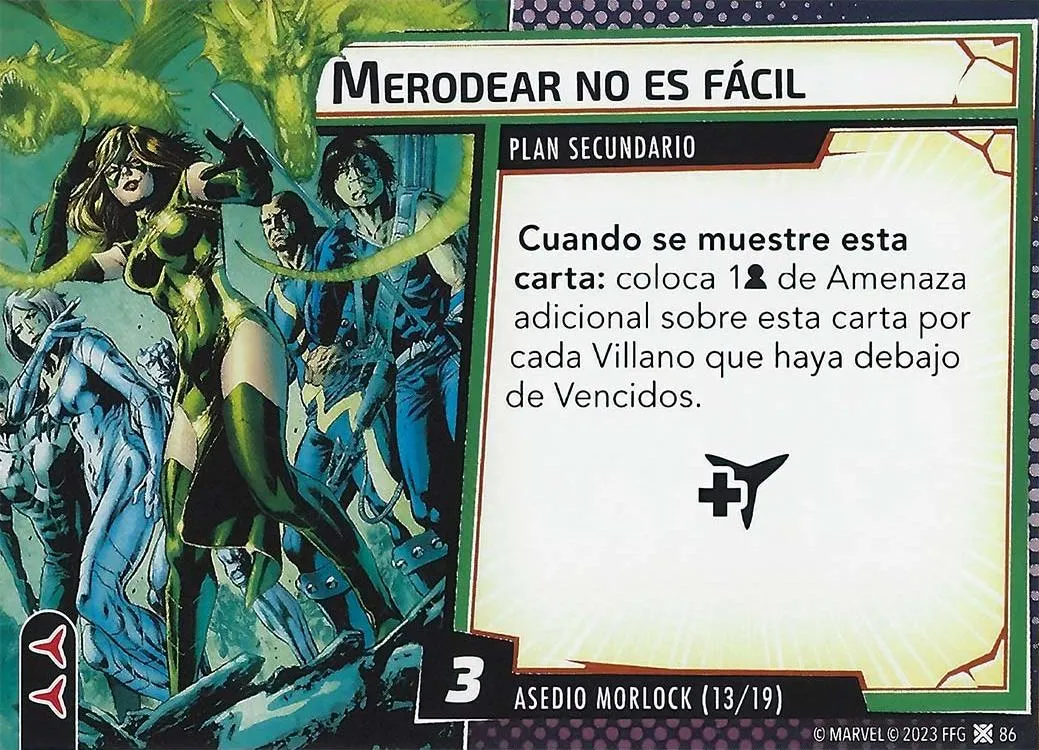 MERODEAR NO ES FÁCIL
PLAN SECUNDARIO
Cuando se muestre esta
carta: coloca 1 de Amenaza
adicional sobre esta carta por
cada Villano que haya debajo
de Vencidos.
3
ASEDIO MORLOCK (13/19)
© MARVEL © 2023 FFG 86